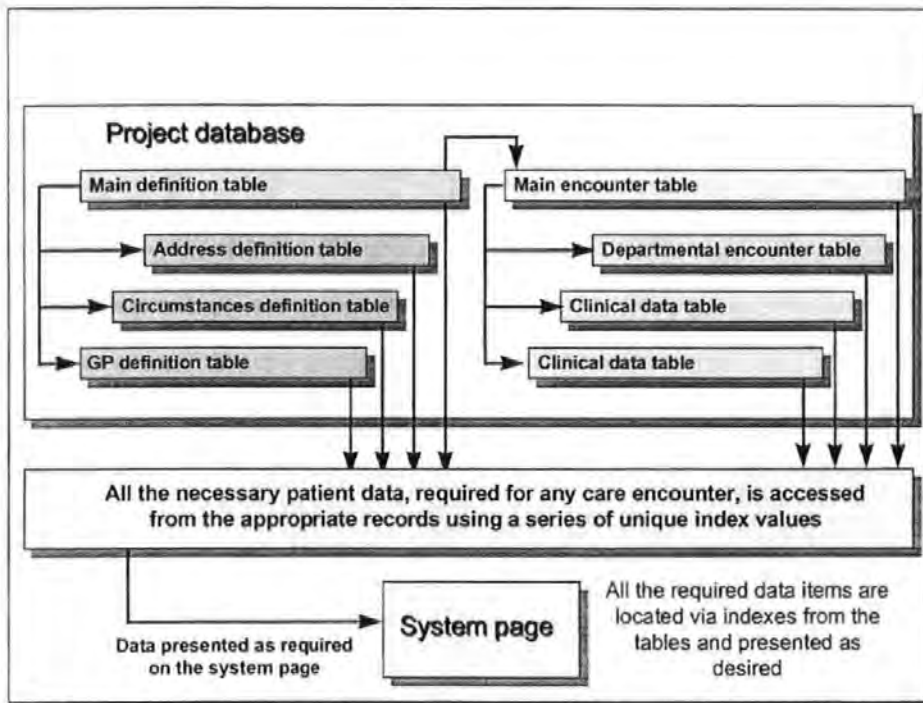 Project database
Main definition table
Main encounter table
Address definition table
Departmental encounter table
Circumstances definition table
Clinical data table
GP definition table
Clinical data table
All the necessary patient data, required for any care encounter, is accessed
from the appropriate records using a series of unique index values
Data presented as required
on the system page
System page
All the required data items are
located via indexes from the
tables and presented as
desired